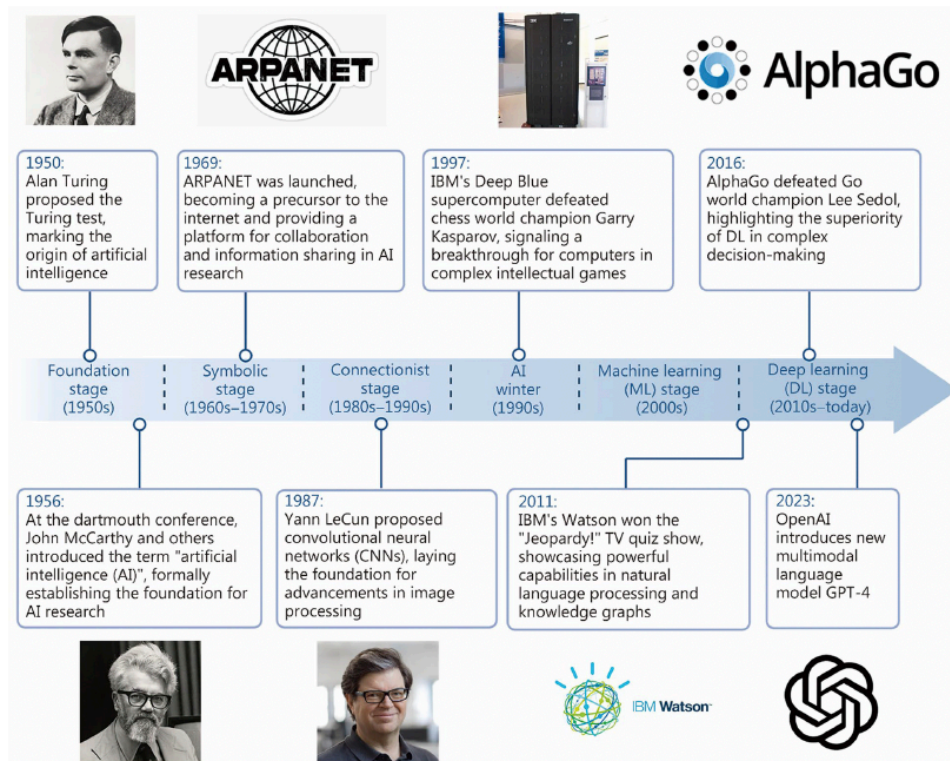 ARPANET
AlphaGo
1950:
Alan Turing
proposed the
Turing test,
marking the
origin of artificial
intelligence
1969:
ARPANET was launched,
becoming a precursor to the
internet and providing a
platform for collaboration
and information sharing in AI
research
1997:
IBM's Deep Blue
supercomputer defeated
chess world champion Garry
Kasparov, signaling a
breakthrough for computers in
complex intellectual games
2016:
AlphaGo defeated Go
world champion Lee Sedol,
highlighting the superiority
of DL in complex
decision-making
Foundation
stage
(1950s)
Symbolic
stage
(1960s–1970s)
Connectionist
stage
(1980s–1990s)
AI
winter
(1990s)
Machine learning
(ML) stage
(2000s)
Deep learning
(DL) stage
(2010s–today)
1956:
At the dartmouth conference,
John McCarthy and others
introduced the term "artificial
intelligence (AI)", formally
establishing the foundation for
AI research
1987:
Yann LeCun proposed
convolutional neural
networks (CNNs), laying
the foundation for
advancements in image
processing
2011:
IBM's Watson won the
"Jeopardy!" TV quiz show,
showcasing powerful
capabilities in natural
language processing and
knowledge graphs
2023:
OpenAI
introduces new
multimodal
language
model GPT-4
IBM Watson